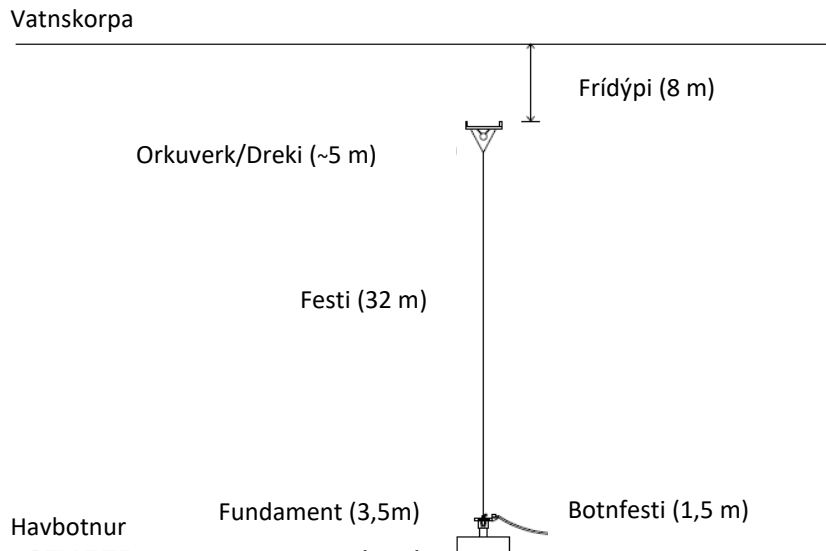 Vatnskorpa
Frídýpi (8 m)
Orkuverk/Dreki (~5 m)
Festi (32 m)
Fundament (3,5m)
Botnfesti (1,5 m)
Havbotnur